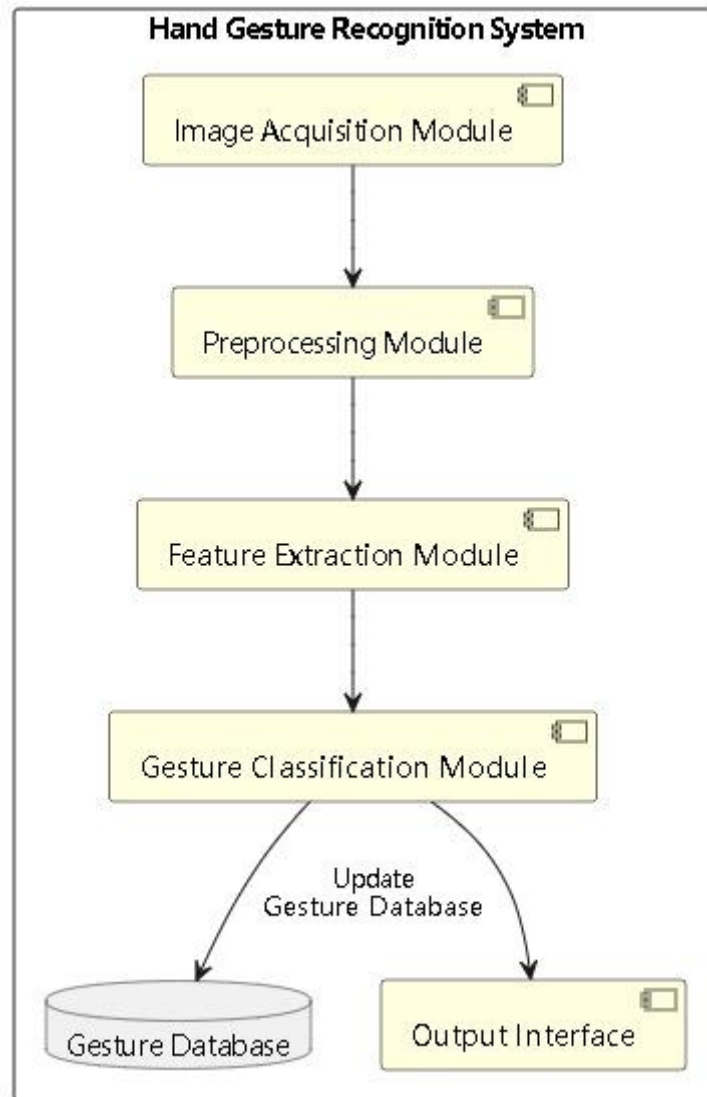 Hand Gesture Recognition System
Image Acquisition Module
Preprocessing Module
Feature Extraction Module
Gesture Classification Module
Update
Gesture Database
Gesture Database
Output Interface